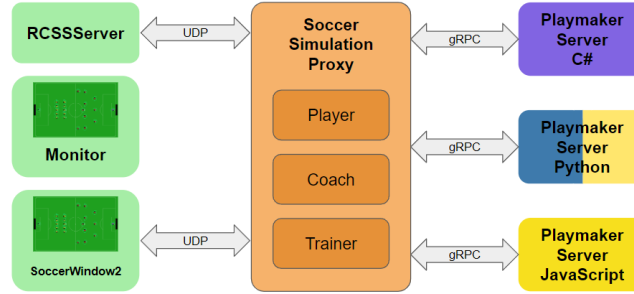 RCSSServer
UDP
Soccer
Simulation
Proxy
gRPC
Playmaker
Server
C#
Monitor
Player
Coach
Trainer
gRPC
Playmaker
Server
Python
SoccerWindow2
UDP
gRPC
Playmaker
Server
JavaScript